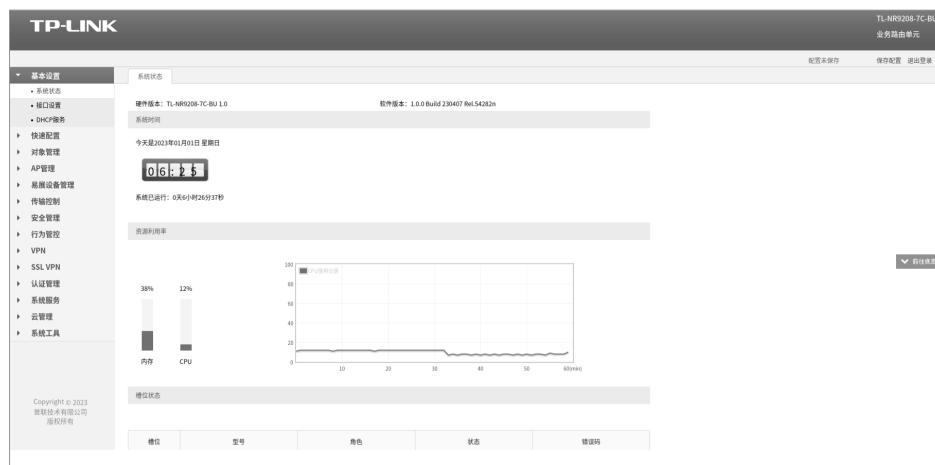 TP-LINK
TL-NR9208-7C-BU
业务路由单元
配置未保存 保存配置 退出登录
基本设置
系统状态
接口设置
DHCP服务
快速配置
对象管理
AP管理
易展设备管理
传输控制
安全管理
行为管控
VPN
SSL VPN
认证管理
系统服务
云管理
系统工具
Copyright © 2023
普联技术有限公司
版权所有
系统状态
硬件版本: TL-NR9208-7C-BU 1.0 软件版本: 1.0.0 Build 230407 Rel.54282n
系统时间
今天是2023年01月01日 星期日
06:25
系统已运行: 0天6小时26分37秒
资源利用率
38% 12%
内存 CPU
100
80
60
40
20
0
10 20 30 40 50 60(min)
槽位状态
槽位 型号 角色 状态 错误码
前往底